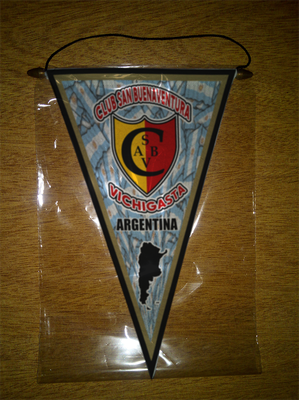 CLUB SAN BUENAVENTURA
S
C A B
V
VICHIGASTA
ARGENTINA